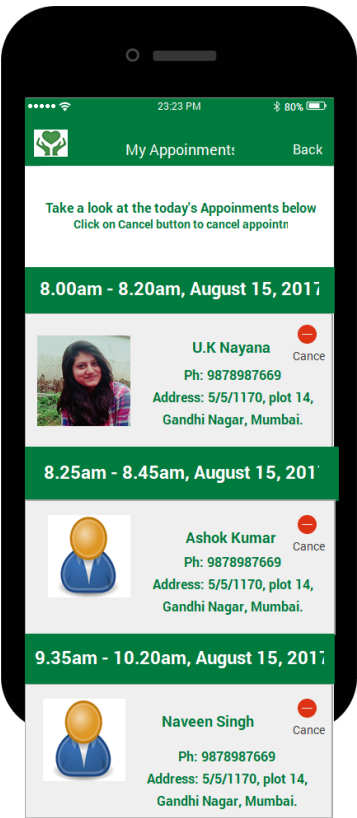 23:23 PM
80%
My Appoinments
Back
Take a look at the today's Appoinments below
Click on Cancel button to cancel appointn
8.00am - 8.20am, August 15, 2017
U.K Nayana
Cance
Ph: 9878987669
Address: 5/5/1170, plot 14,
Gandhi Nagar, Mumbai.
8.25am - 8.45am, August 15, 201
Ashok Kumar
Cance
Ph: 9878987669
Address: 5/5/1170, plot 14,
Gandhi Nagar, Mumbai.
9.35am - 10.20am, August 15, 2017
Naveen Singh
Cance
Ph: 9878987669
Address: 5/5/1170, plot 14,
Gandhi Nagar, Mumbai.